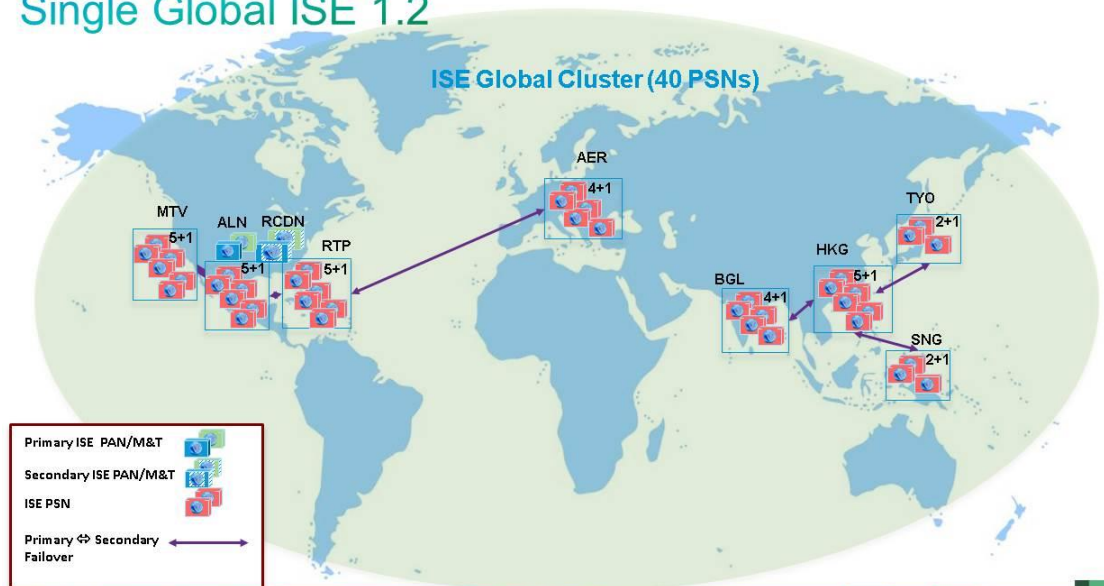 Single Global ISE 1.2
ISE Global Cluster (40 PSNs)
AER
4+1
TYO
2+1
MTV
5+1
ALN
RCDN
5+1
RTP
5+1
HKG
5+1
BGL
4+1
SNG
2+1
Primary ISE PAN/M&T
Secondary ISE PAN/M&T
ISE PSN
Primary ⇔ Secondary
Failover